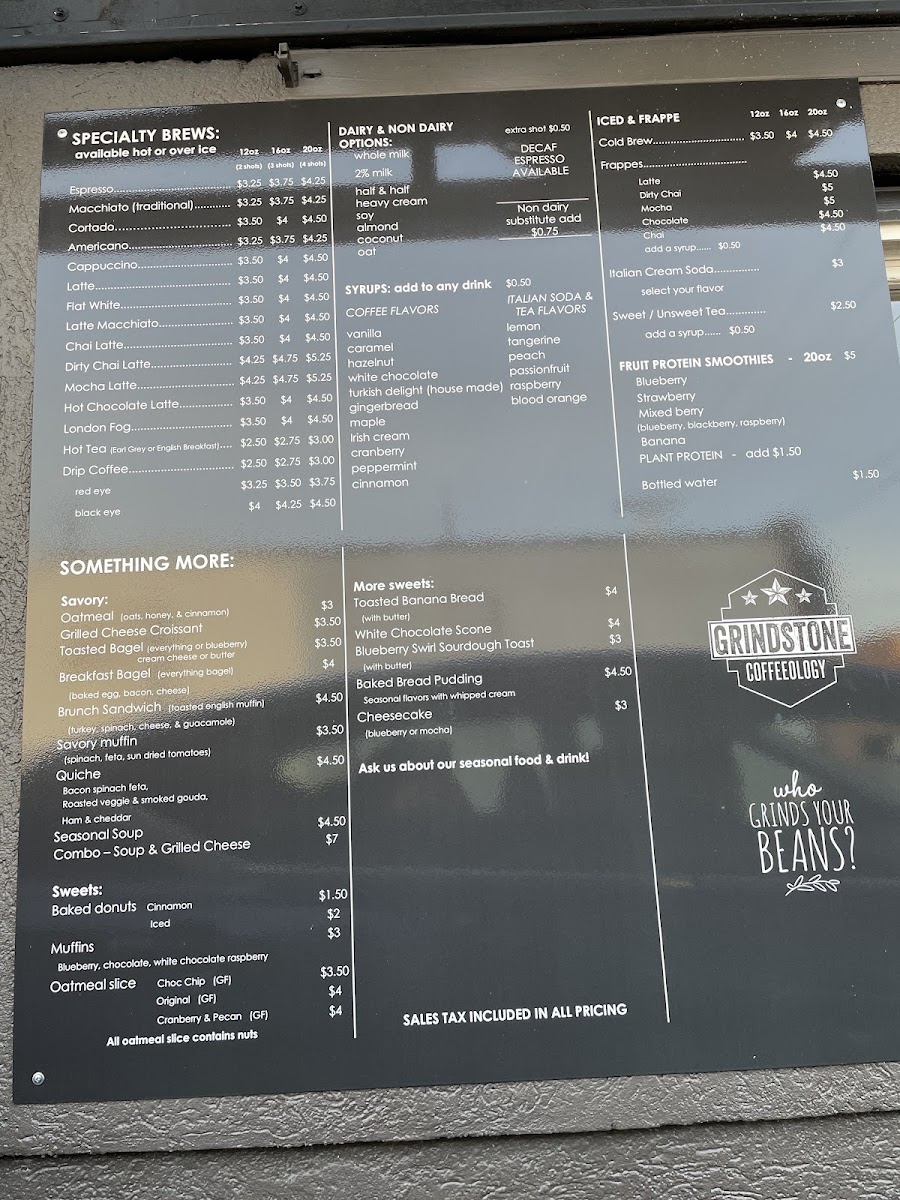 SPECIALTY BREWS:
available hot or over ice 12oz 16oz 20oz
(2 shots) (3 shots) (4 shots)
Espresso............ $3.25 $3.75 $4.25
Macchiato (traditional)............ $3.25 $3.75 $4.25
Cortado............ $3.50 $4 $4.50
Americano............ $3.25 $3.75 $4.25
Cappuccino............ $3.50 $4 $4.50
Latte............ $3.50 $4 $4.50
Flat White............ $3.50 $4 $4.50
Latte Macchiato............ $3.50 $4 $4.50
Chai Latte............ $3.50 $4 $4.50
Dirty Chai Latte............ $4.25 $4.75 $5.25
Mocha Latte............ $4.25 $4.75 $5.25
Hot Chocolate Latte............ $3.50 $4 $4.50
London Fog............ $3.50 $4 $4.50
Hot Tea (Earl Grey or English Breakfast).... $2.50 $2.75 $3.00
Drip Coffee............ $2.50 $2.75 $3.00
red eye $3.25 $3.50 $3.75
black eye $4 $4.25 $4.50
DAIRY & NON DAIRY
OPTIONS:
whole milk
2% milk
half & half
heavy cream
soy
almond
coconut
oat
extra shot $0.50
DECAF
ESPRESSO
AVAILABLE
Non dairy
substitute add
$0.75
SYRUPS: add to any drink $0.50
COFFEE FLAVORS
vanilla
caramel
hazelnut
white chocolate
turkish delight (house made)
gingerbread
maple
Irish cream
cranberry
peppermint
cinnamon
ITALIAN SODA &
TEA FLAVORS
lemon
tangerine
peach
passionfruit
raspberry
blood orange
ICED & FRAPPE 12oz 16oz 20oz
Cold Brew............ $3.50 $4 $4.50
Frappes............
Latte $4.50
Dirty Chai $5
Mocha $5
Chocolate $4.50
Chai $4.50
add a syrup...... $0.50
Italian Cream Soda............ $3
select your flavor
Sweet / Unsweet Tea............ $2.50
add a syrup...... $0.50
FRUIT PROTEIN SMOOTHIES - 20oz $5
Blueberry
Strawberry
Mixed berry
(blueberry, blackberry, raspberry)
Banana
PLANT PROTEIN - add $1.50
Bottled water $1.50
SOMETHING MORE:
Savory:
Oatmeal (oats, honey, & cinnamon) $3
Grilled Cheese Croissant $3.50
Toasted Bagel (everything or blueberry) $3.50
cream cheese or butter
Breakfast Bagel (everything bagel) $4
(baked egg, bacon, cheese)
Brunch Sandwich (toasted english muffin) $4.50
(turkey, spinach, cheese, & guacamole)
Savory muffin $3.50
(spinach, feta, sun dried tomatoes)
Quiche $4.50
Bacon spinach feta,
Roasted veggie & smoked gouda,
Ham & cheddar
Seasonal Soup $4.50
Combo – Soup & Grilled Cheese $7
Sweets:
Baked donuts Cinnamon $1.50
Iced $2
Muffins $3
Blueberry, chocolate, white chocolate raspberry
Oatmeal slice Choc Chip (GF) $3.50
Original (GF) $4
Cranberry & Pecan (GF) $4
All oatmeal slice contains nuts
More sweets:
Toasted Banana Bread $4
(with butter)
White Chocolate Scone $4
Blueberry Swirl Sourdough Toast $3
(with butter)
Baked Bread Pudding $4.50
Seasonal flavors with whipped cream
Cheesecake $3
(blueberry or mocha)
Ask us about our seasonal food & drink!
SALES TAX INCLUDED IN ALL PRICING
GRINDSTONE
COFFEEOLOGY
who
GRINDS YOUR
BEANS?